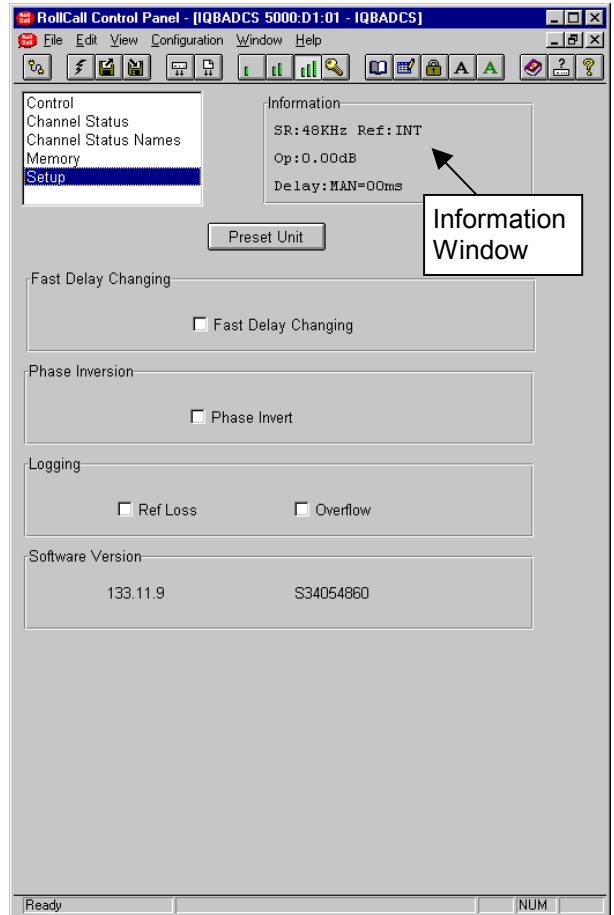 RollCall Control Panel - [IQBADCS 5000:D1:01 - IQBADCS]
File Edit View Configuration Window Help
A A
Control
Channel Status
Channel Status Names
Memory
Setup
Information
SR:48KHz Ref:INT
Op:0.00dB
Delay:MAN=00ms
Information
Window
Preset Unit
Fast Delay Changing
Fast Delay Changing
Phase Inversion
Phase Invert
Logging
Ref Loss Overflow
Software Version
133.11.9 S34054860
Ready NUM